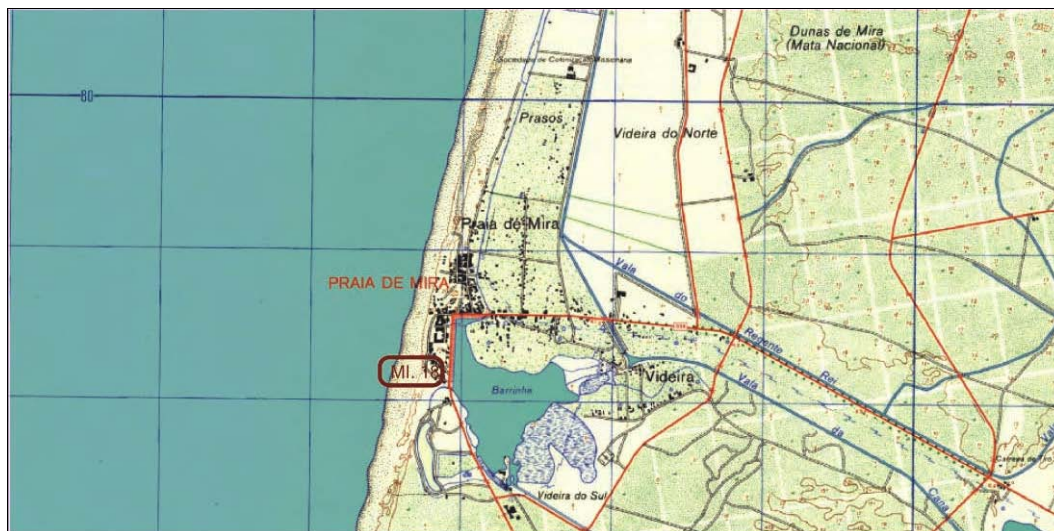 Dunas de Mira
(Mata Nacional)
80
Prasos
Videira do Norte
Praia de Mira
PRAIA DE MIRA
Vala do Regente Rei
MI. 18
Videira
Barrinha
Vala da Cana
Videira do Sul